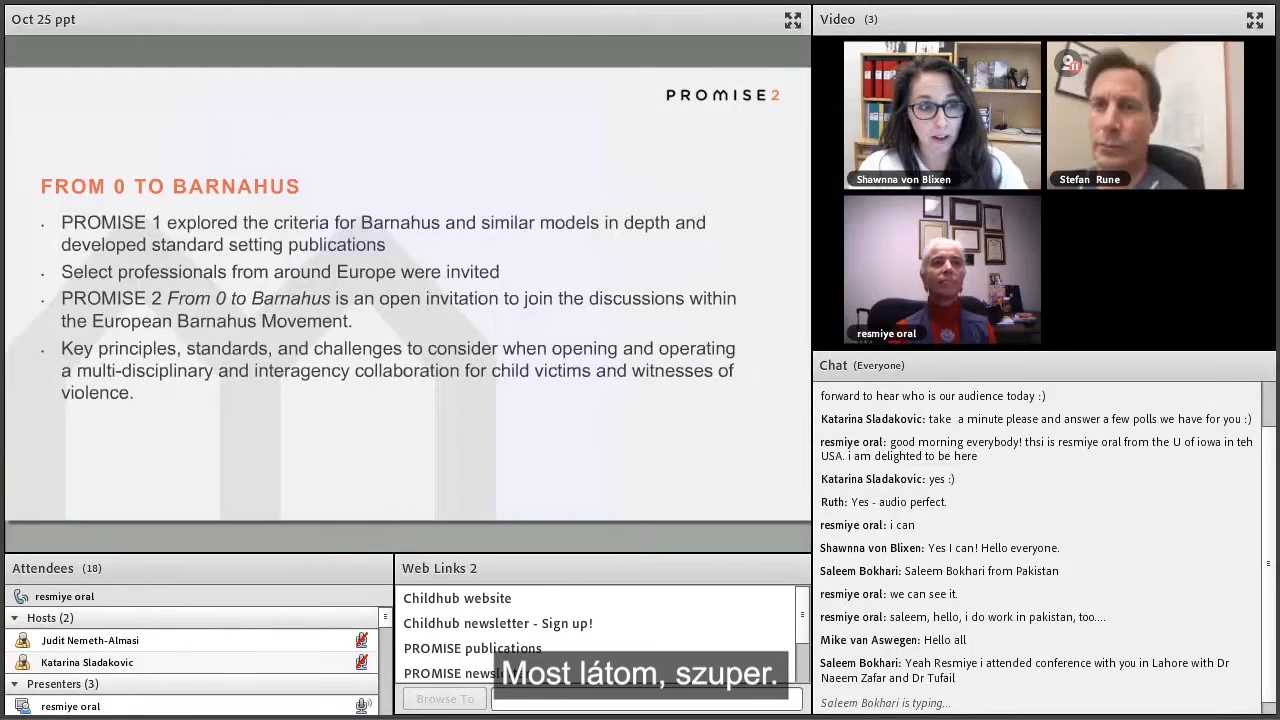 Oct 25 ppt
PROMISE2
FROM 0 TO BARNAHUS
· PROMISE 1 explored the criteria for Barnahus and similar models in depth and
developed standard setting publications
· Select professionals from around Europe were invited
· PROMISE 2 From 0 to Barnahus is an open invitation to join the discussions within
the European Barnahus Movement.
· Key principles, standards, and challenges to consider when opening and operating
a multi-disciplinary and interagency collaboration for child victims and witnesses of
violence.
Video (3)
Shawnna von Blixen
Stefan Rune
resmiye oral
Chat (Everyone)
forward to hear who is our audience today :)
Katarina Sladakovic: take a minute please and answer a few polls we have for you :)
resmiye oral: good morning everybody! thsi is resmiye oral from the U of iowa in teh
USA. i am delighted to be here
Katarina Sladakovic: yes :)
Ruth: Yes - audio perfect.
resmiye oral: i can
Shawnna von Blixen: Yes I can! Hello everyone.
Saleem Bokhari: Saleem Bokhari from Pakistan
resmiye oral: we can see it.
resmiye oral: saleem, hello, i do work in pakistan, too....
Mike van Aswegen: Hello all
Saleem Bokhari: Yeah Resmiye i attended conference with you in Lahore with Dr
Naeem Zafar and Dr Tufail
Saleem Bokhari is typing...
Attendees (18)
resmiye oral
Hosts (2)
Judit Nemeth-Almasi
Katarina Sladakovic
Presenters (3)
resmiye oral
Web Links 2
Childhub website
Childhub newsletter - Sign up!
PROMISE publications
PROMISE
Browse To
Most látom, szuper.